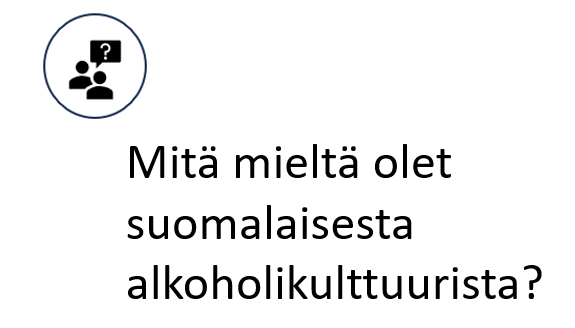 ?
Mitä mieltä olet
suomalaisesta
alkoholikulttuurista?